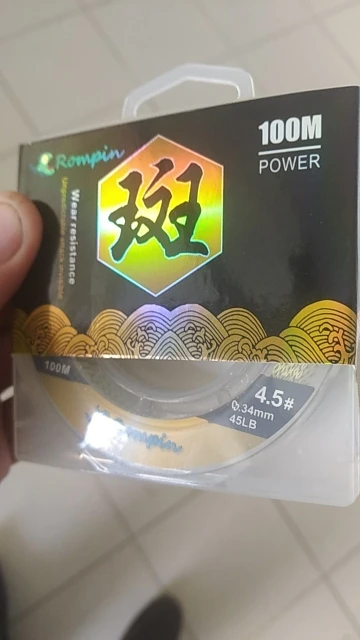 Rompin
100M
POWER
斑
Wear resistance
100M
4.5#
0.34mm
45LB
Rompin